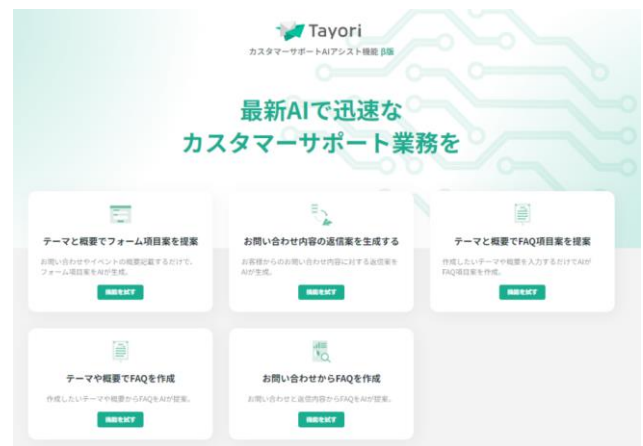 Tayori
カスタマーサポートAIアシスト機能 β版
最新AIで迅速な
カスタマーサポート業務を
テーマと概要でフォーム項目案を提案
お問い合わせやイベントの概要記載するだけで、
フォーム項目案をAIが生成。
機能を試す
お問い合わせ内容の返信案を生成する
お客様からのお問い合わせ内容に対する返信案を
AIが生成。
機能を試す
テーマと概要でFAQ項目案を提案
作成したいテーマや概要を入力するだけでAIが
FAQ項目案を作成。
機能を試す
テーマや概要でFAQを作成
作成したいテーマや概要からFAQをAIが提案。
機能を試す
お問い合わせからFAQを作成
お問い合わせと返信内容からFAQをAIが提案。
機能を試す